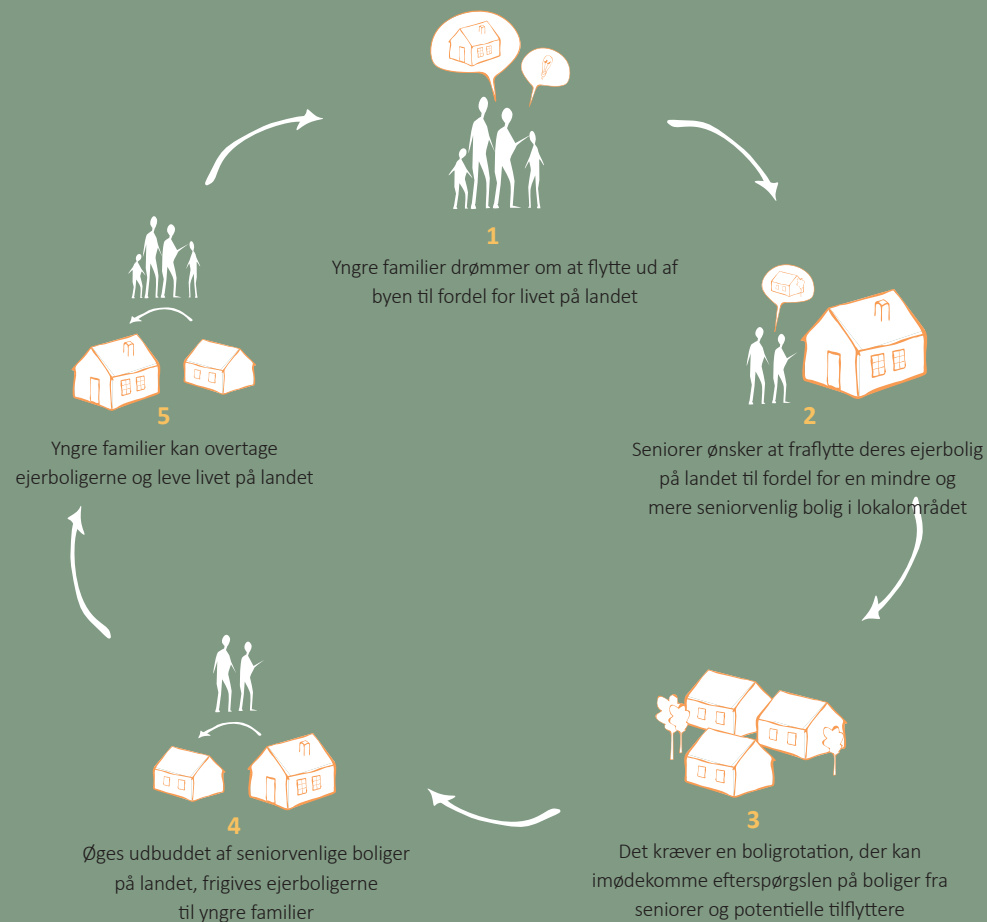 1
Yngre familier drømmer om at flytte ud af
byen til fordel for livet på landet
2
Seniorer ønsker at fraflytte deres ejerbolig
på landet til fordel for en mindre og
mere seniorvenlig bolig i lokalområdet
3
Det kræver en boligrotation, der kan
imødekomme efterspørgslen på boliger fra
seniorer og potentielle tilflyttere
4
Øges udbuddet af seniorvenlige boliger
på landet, frigives ejerboligerne
til yngre familier
5
Yngre familier kan overtage
ejerboligerne og leve livet på landet